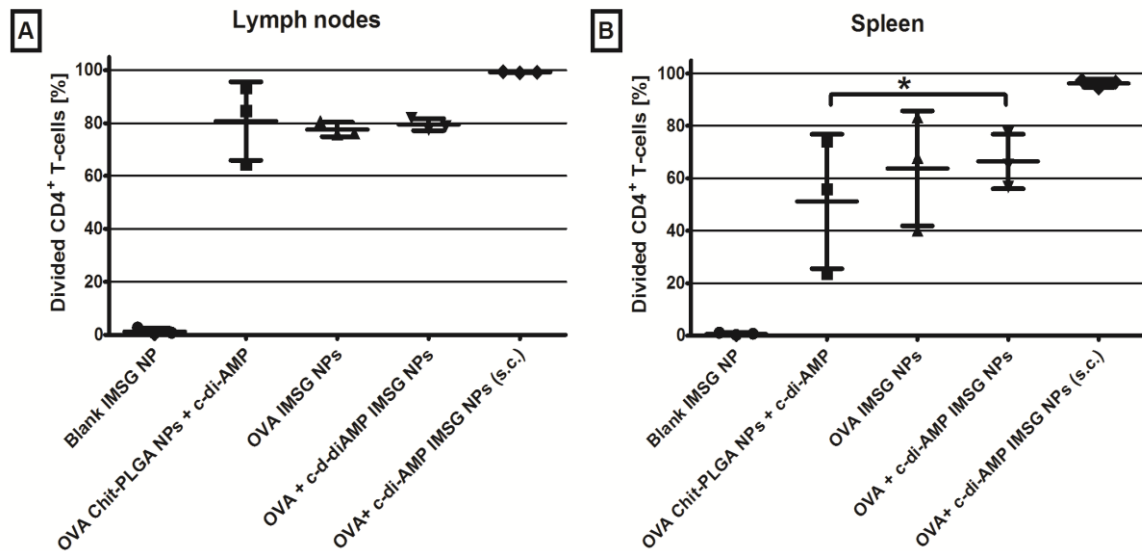 A
Lymph nodes
Divided CD4+ T-cells [%]
100
80
60
40
20
0
Blank IMSG NP
OVA Chit-PLGA NPs + c-di-AMP
OVA IMSG NPs
OVA + c-d-diAMP IMSG NPs
OVA+ c-di-AMP IMSG NPs (s.c.)
B
Spleen
Divided CD4+ T-cells [%]
100
80
60
40
20
0
*
Blank IMSG NP
OVA Chit-PLGA NPs + c-di-AMP
OVA IMSG NPs
OVA + c-di-AMP IMSG NPs
OVA+ c-di-AMP IMSG NPs (s.c.)